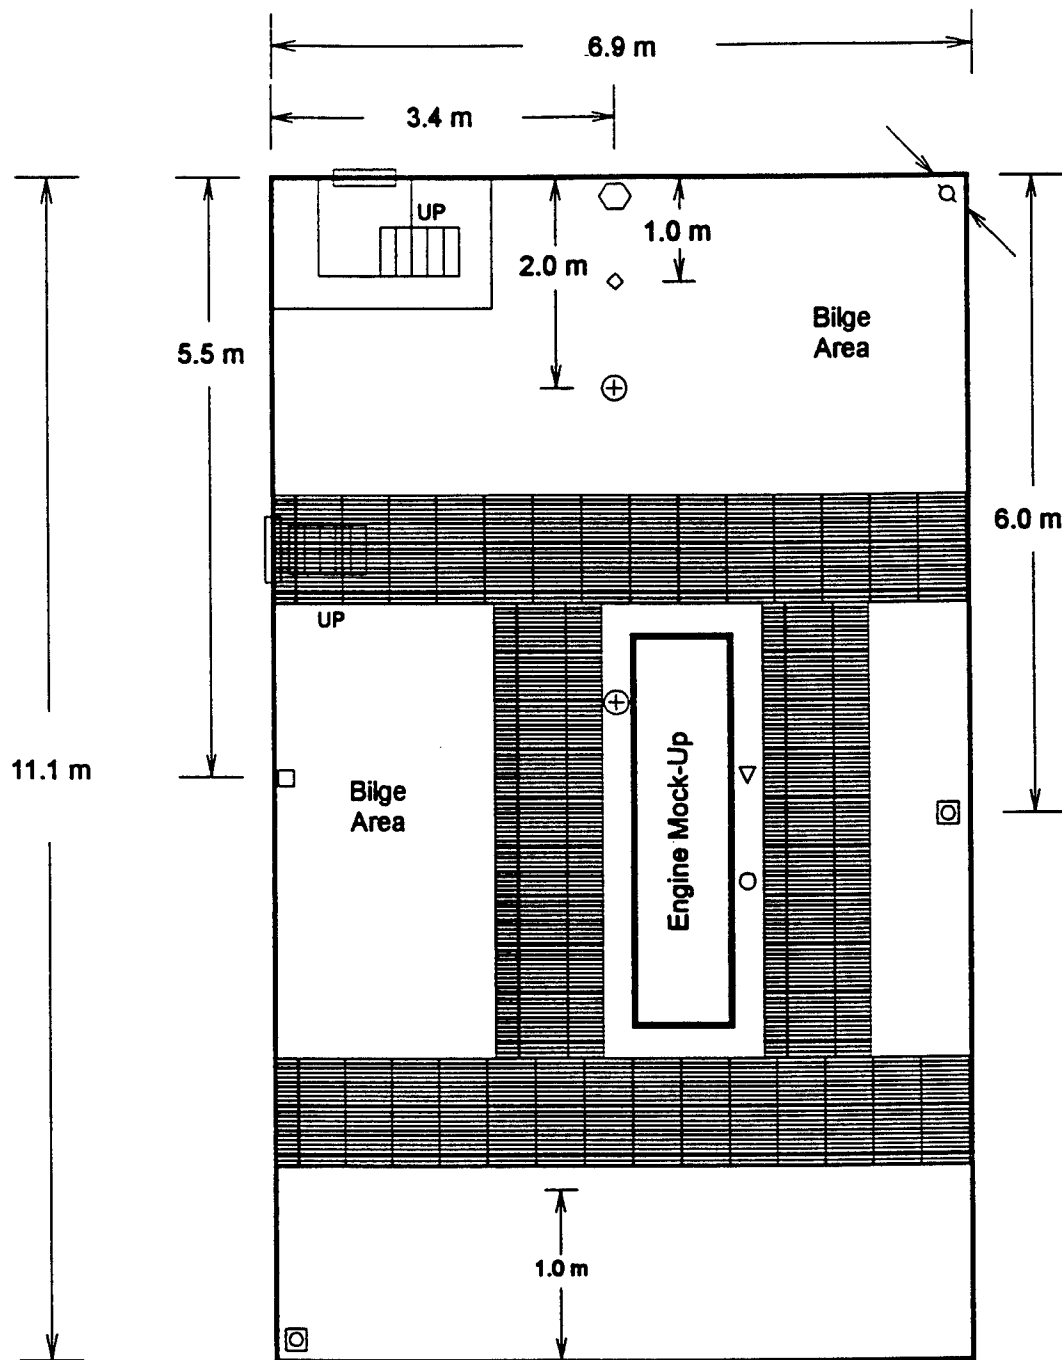 6.9 m
3.4 m
UP
1.0 m
2.0 m
Bilge
Area
5.5 m
6.0 m
UP
11.1 m
Bilge
Area
Engine Mock-Up
1.0 m